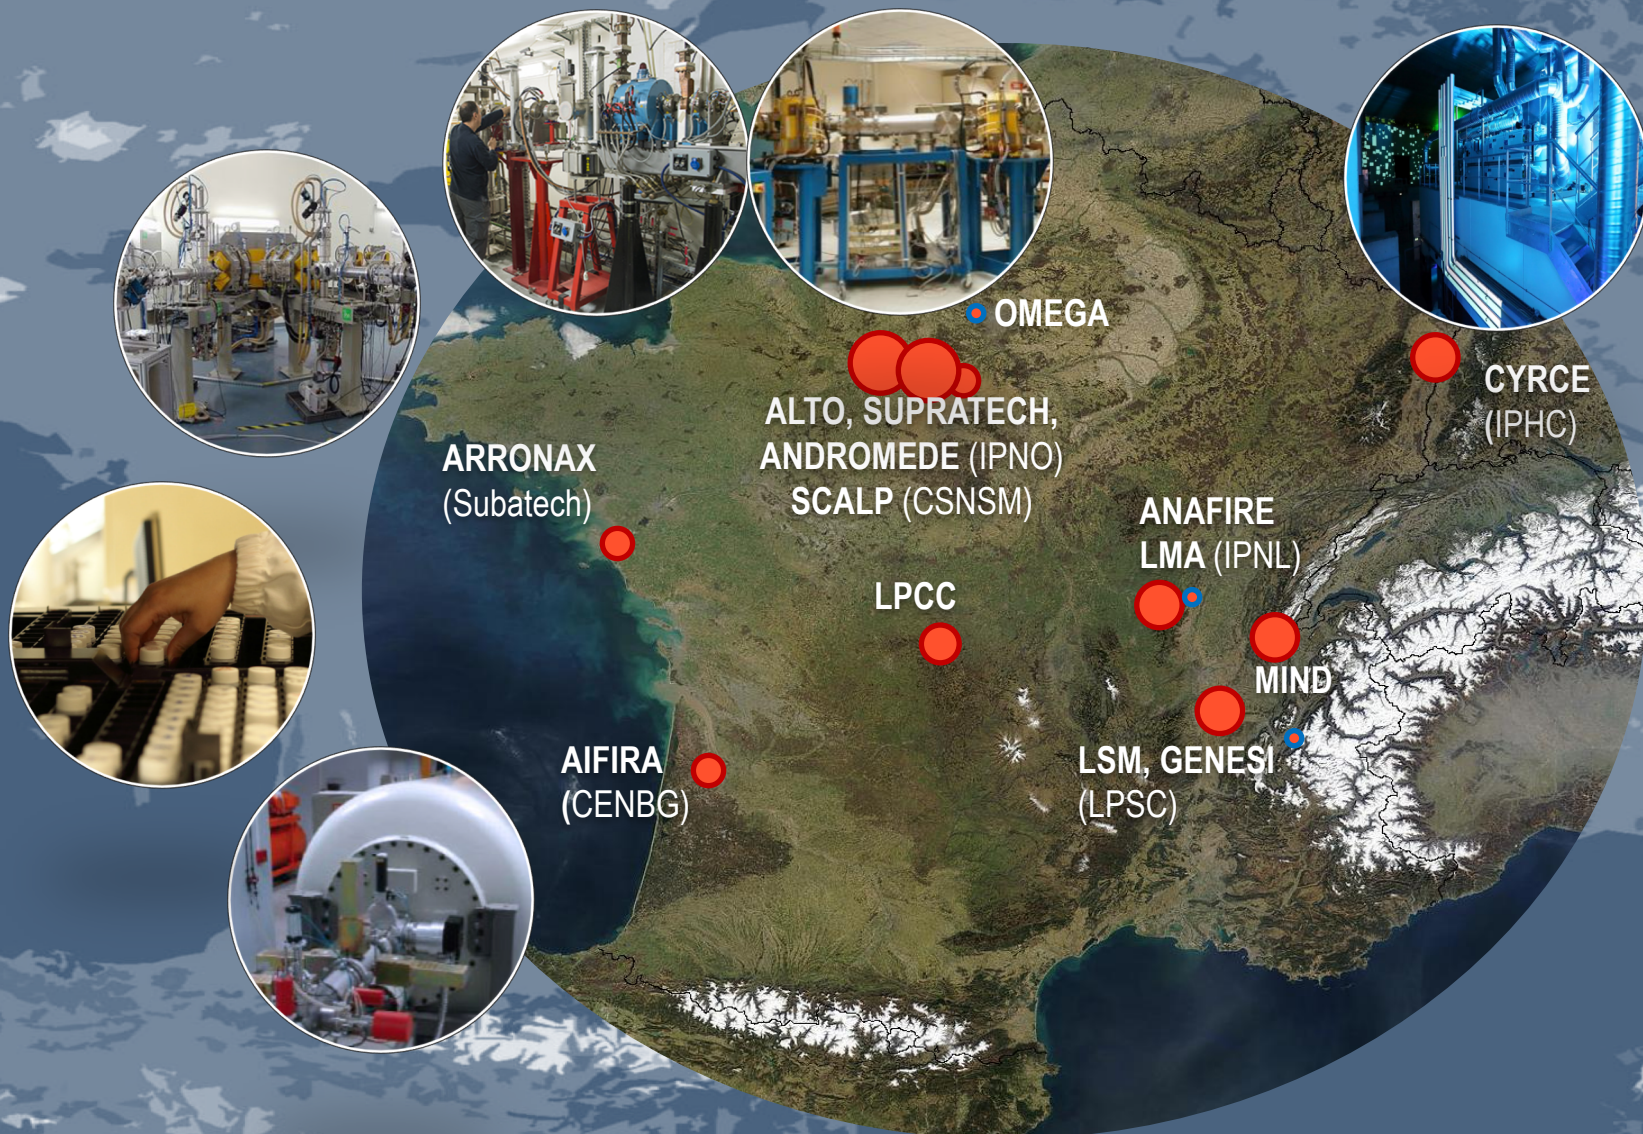 OMEGA
ALTO, SUPRATECH,
ANDROMEDE (IPNO)
SCALP (CSNSM)
CYRCE
(IPHC)
ARRONAX
(Subatech)
ANAFIRE
LMA (IPNL)
LPCC
MIND
AIFIRA
(CENBG)
LSM, GENESI
(LPSC)